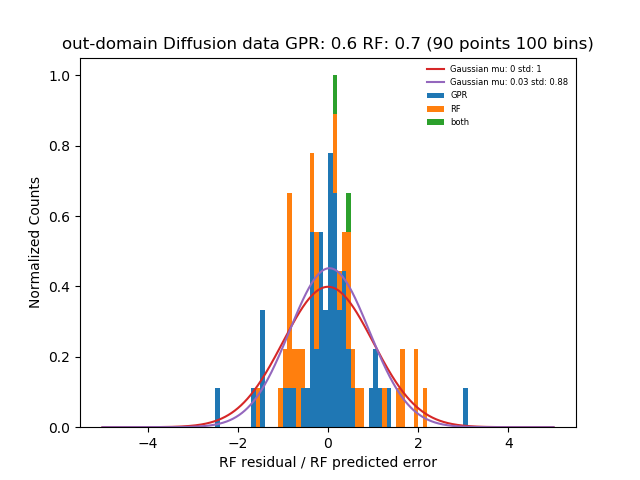 out-domain Diffusion data GPR: 0.6 RF: 0.7 (90 points 100 bins)
Gaussian mu: 0 std: 1
Gaussian mu: 0.03 std: 0.88
GPR
RF
both
Normalized Counts
1.0
0.8
0.6
0.4
0.2
0.0
−4
−2
0
2
4
RF residual / RF predicted error